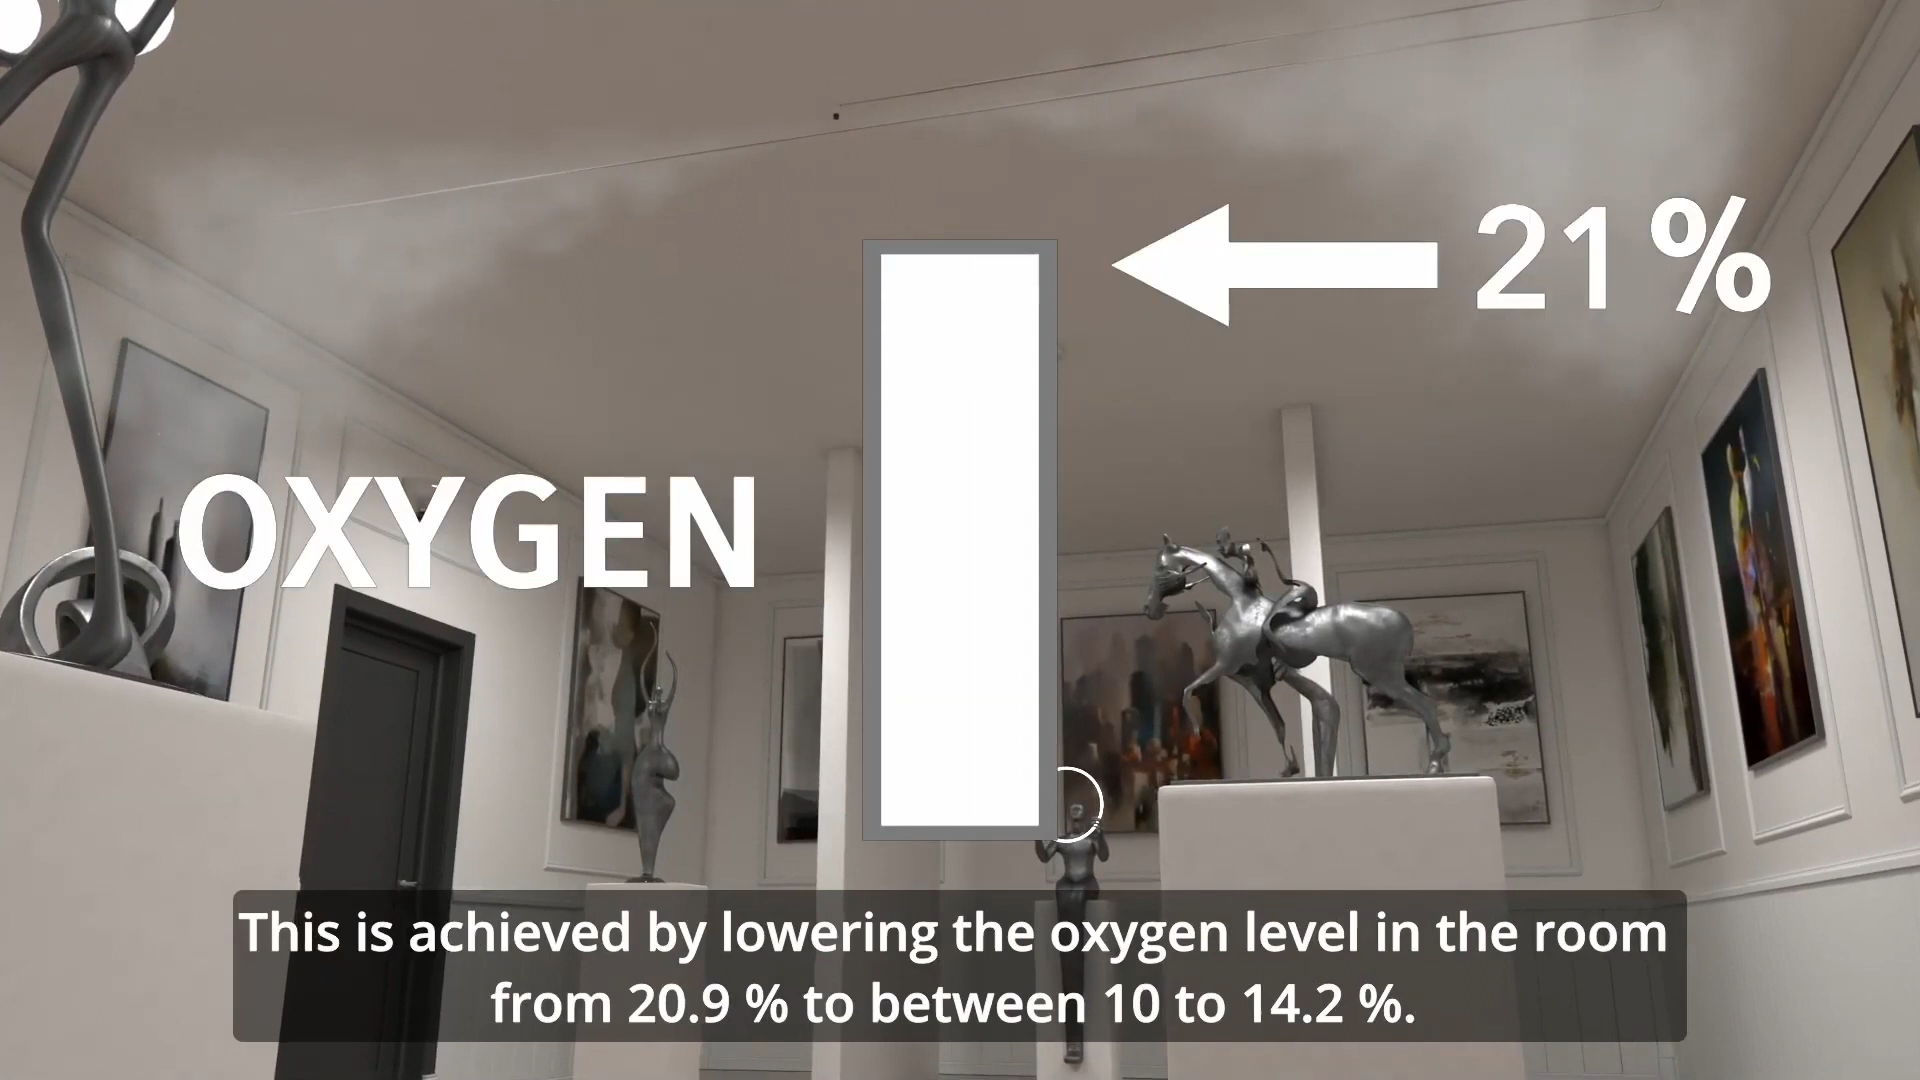 21 %
OXYGEN
This is achieved by lowering the oxygen level in the room
from 20.9 % to between 10 to 14.2 %.